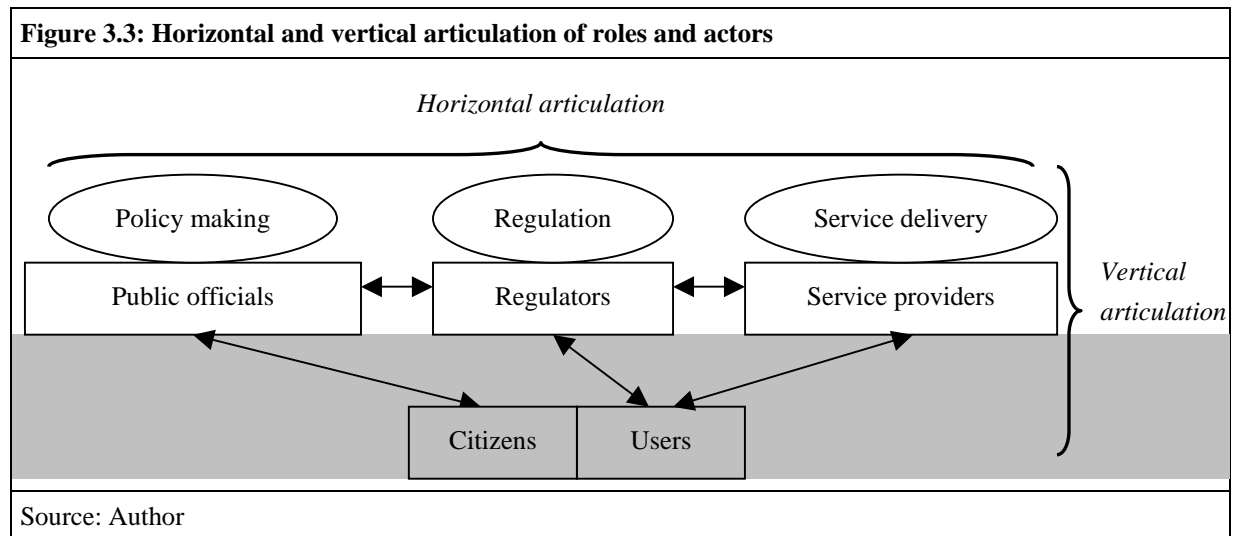 Figure 3.3: Horizontal and vertical articulation of roles and actors
Horizontal articulation
Policy making
Regulation
Service delivery
Public officials
Regulators
Service providers
Vertical
articulation
Citizens
Users
Source: Author